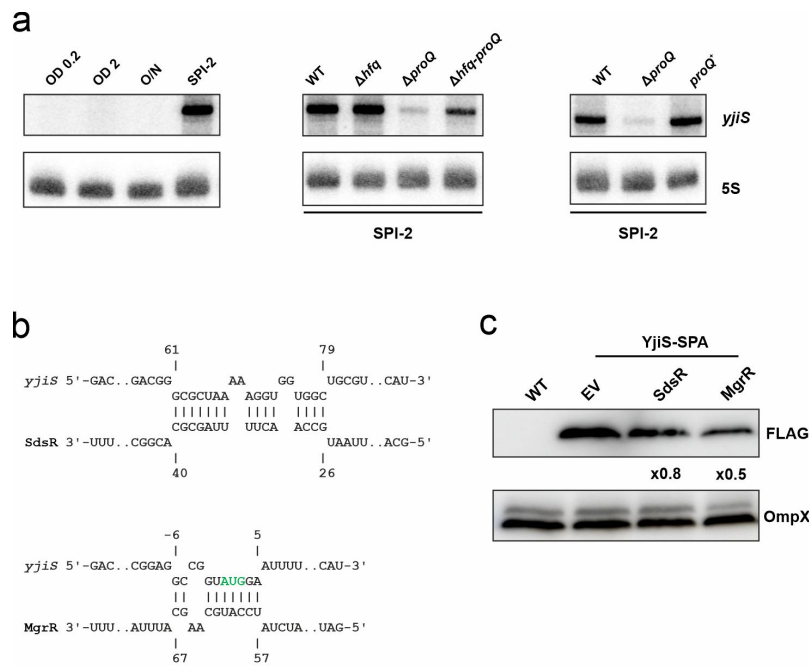 a
OD 0.2 OD 2 O/N SPI-2
WT Δhfq ΔproQ Δhfq-proQ
WT ΔproQ proQ+
yjiS
5S
SPI-2
SPI-2
b
61 79
yjiS 5'-GAC..GACGG AA GG UGCGU..CAU-3'
GCGCUAA AGGU UGGC
||||||| |||| ||||
CGCGAUU UUCA ACCG
SdsR 3'-UUU..CGGCA UAAUU..ACG-5'
40 26
-6 5
yjiS 5'-GAC..CGGAG CG AUUUU..CAU-3'
GC GUAUGGA
|| |||||||
CG CGUACCU
MgrR 3'-UUU..AUUUA AA AUCUA..UAG-5'
67 57
c
YjiS-SPA
WT EV SdsR MgrR
FLAG
x0.8 x0.5
OmpX